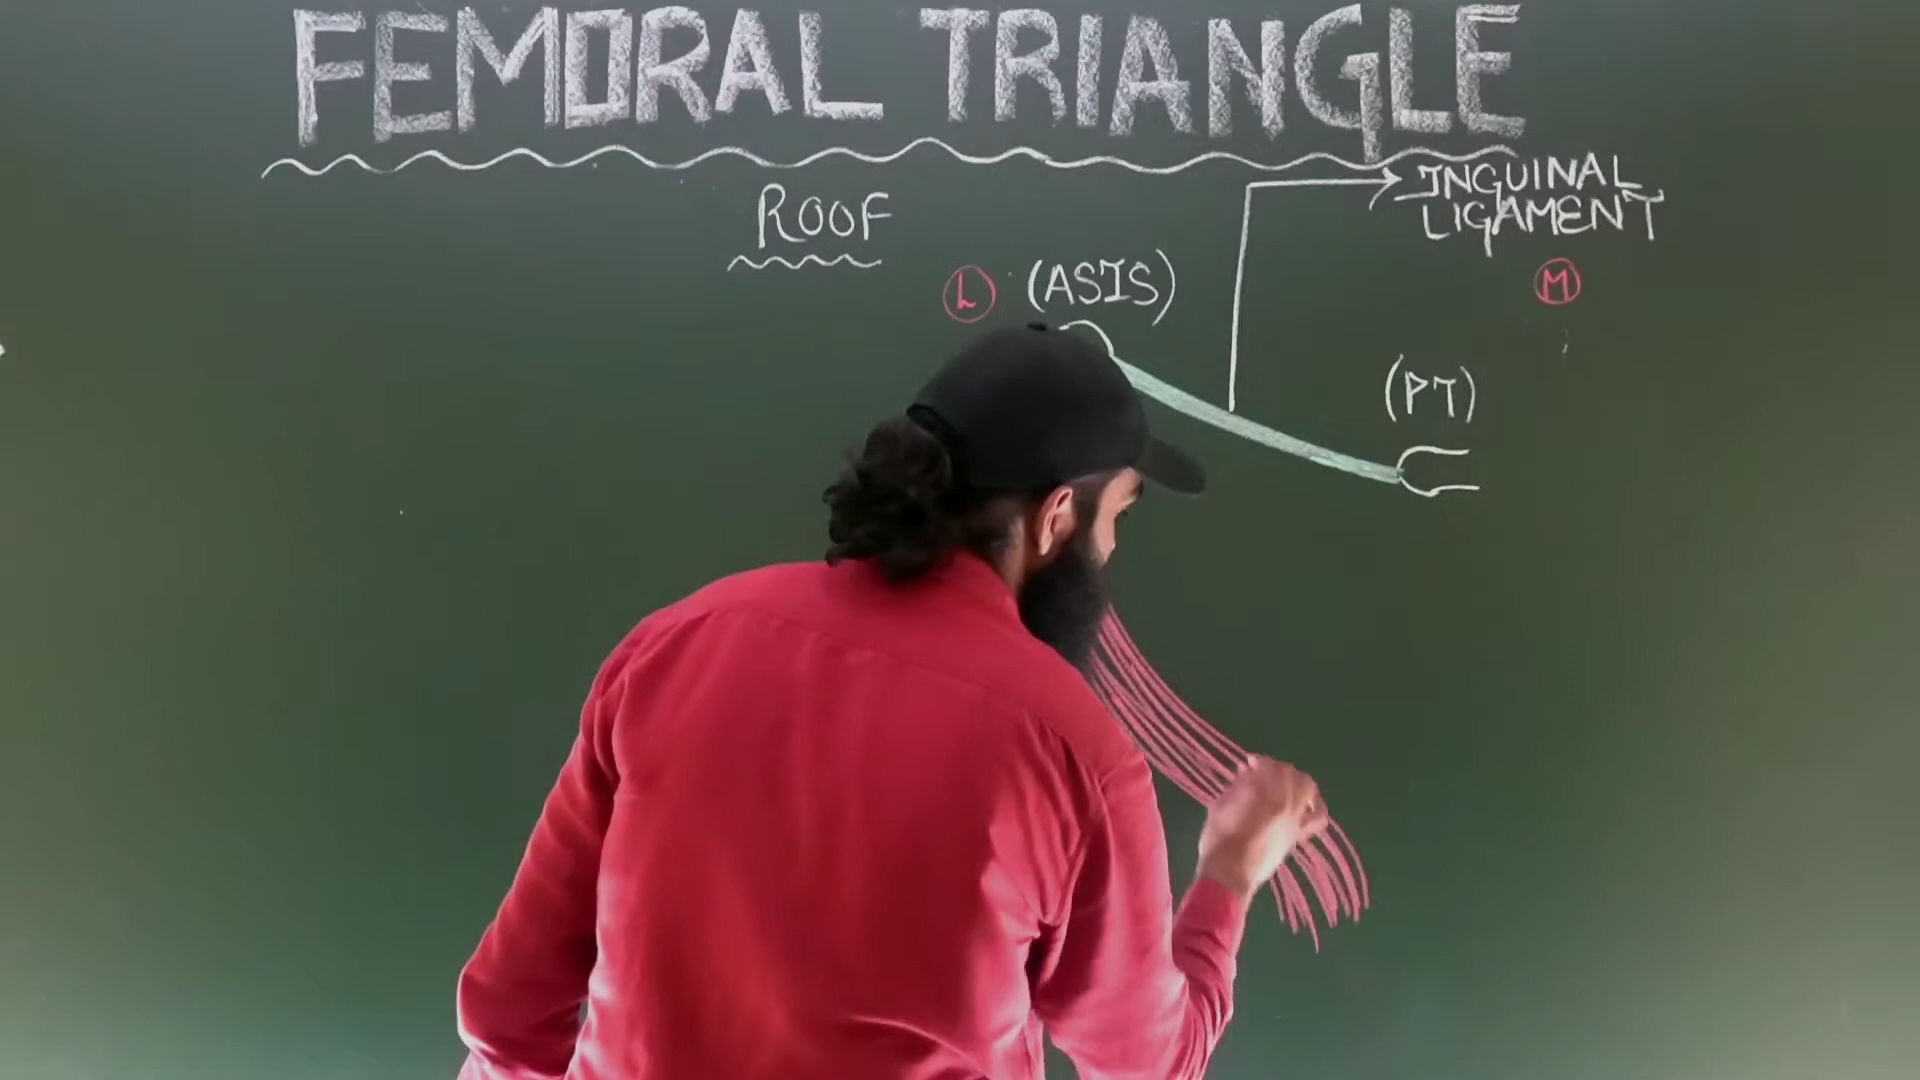 FEMORAL TRIANGLE
ROOF
INGUINAL
LIGAMENT
L (ASIS)
M
(PT)